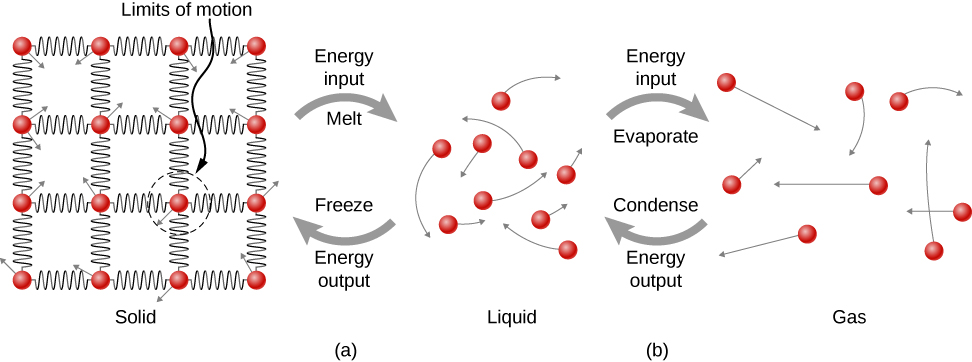 Limits of motion
Energy
input
Melt
Freeze
Energy
output
Energy
input
Evaporate
Condense
Energy
output
Solid
Liquid
Gas
(a)
(b)